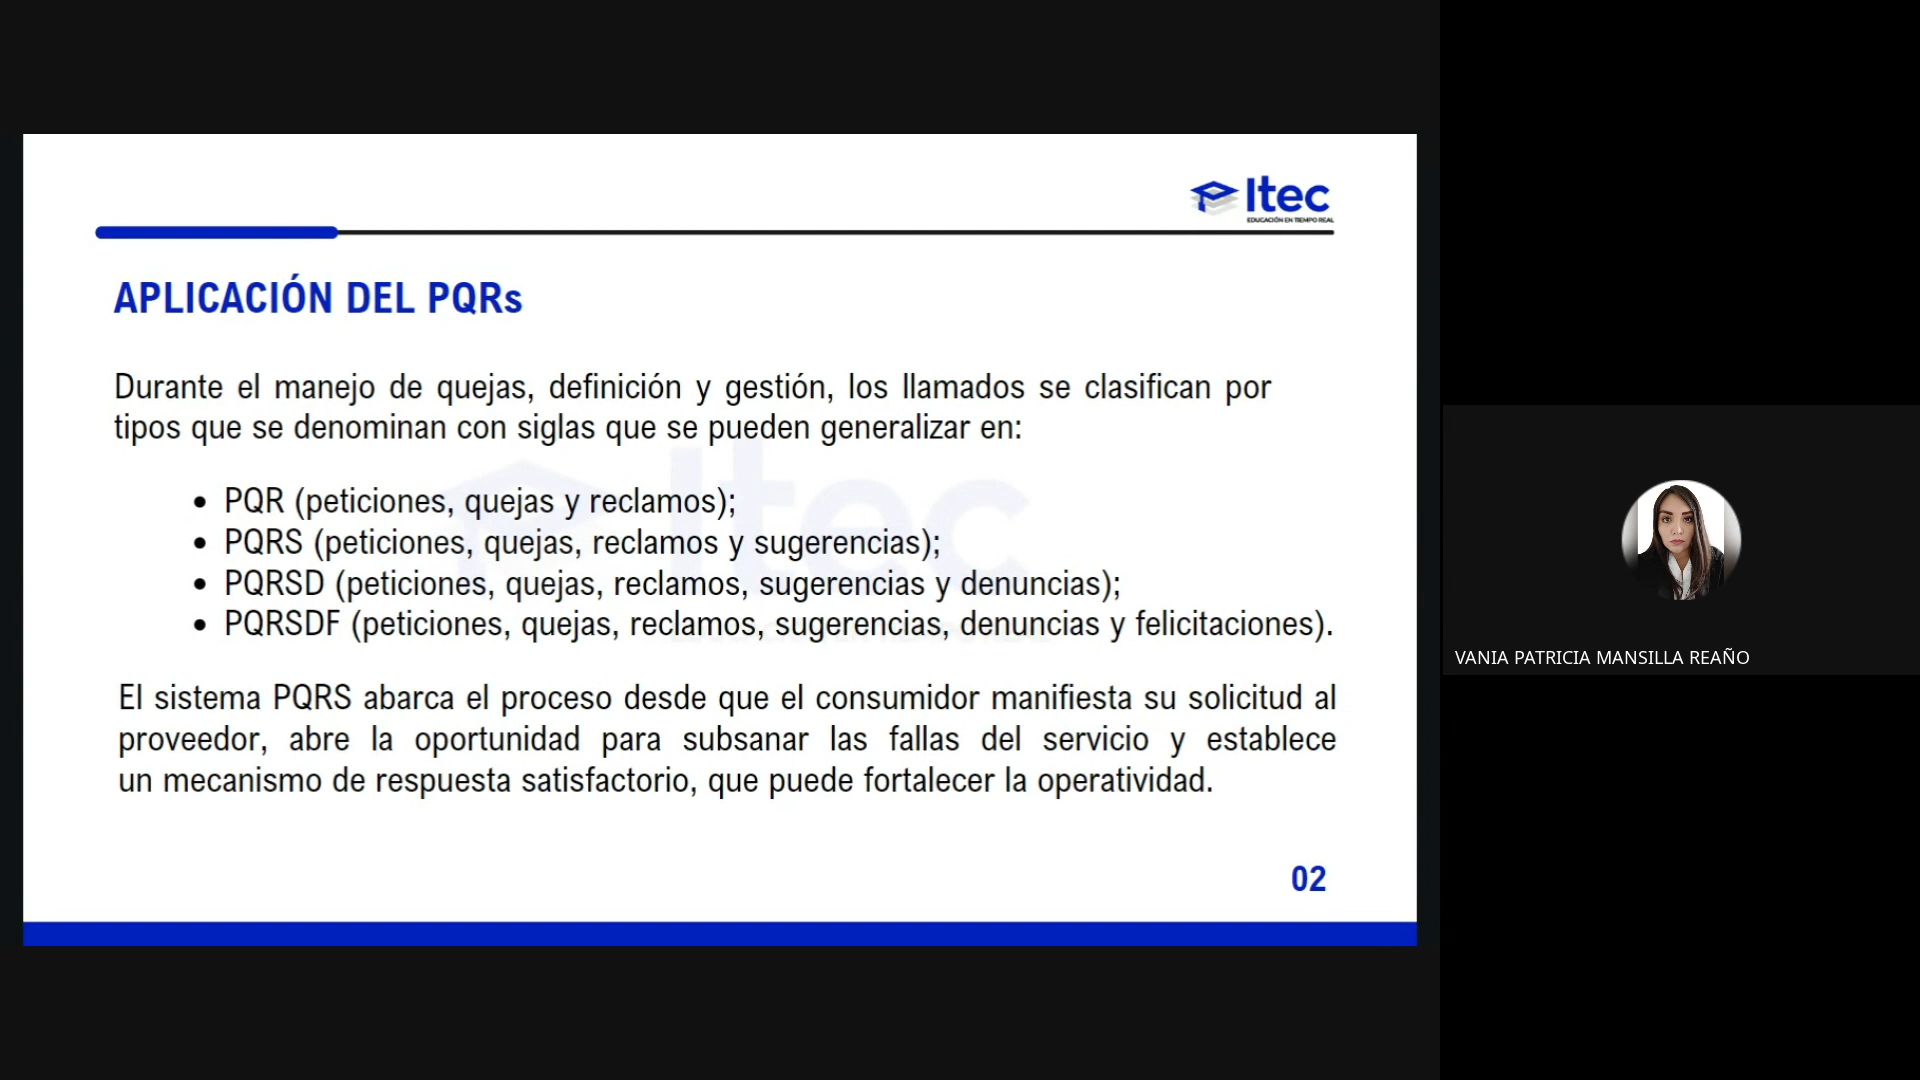 Itec
EDUCACIÓN EN TIEMPO REAL
APLICACIÓN DEL PQRs
Durante el manejo de quejas, definición y gestión, los llamados se clasifican por
tipos que se denominan con siglas que se pueden generalizar en:
• PQR (peticiones, quejas y reclamos);
• PQRS (peticiones, quejas, reclamos y sugerencias);
• PQRSD (peticiones, quejas, reclamos, sugerencias y denuncias);
• PQRSDF (peticiones, quejas, reclamos, sugerencias, denuncias y felicitaciones).
El sistema PQRS abarca el proceso desde que el consumidor manifiesta su solicitud al
proveedor, abre la oportunidad para subsanar las fallas del servicio y establece
un mecanismo de respuesta satisfactorio, que puede fortalecer la operatividad.
02
Itec
VANIA PATRICIA MANSILLA REAÑO